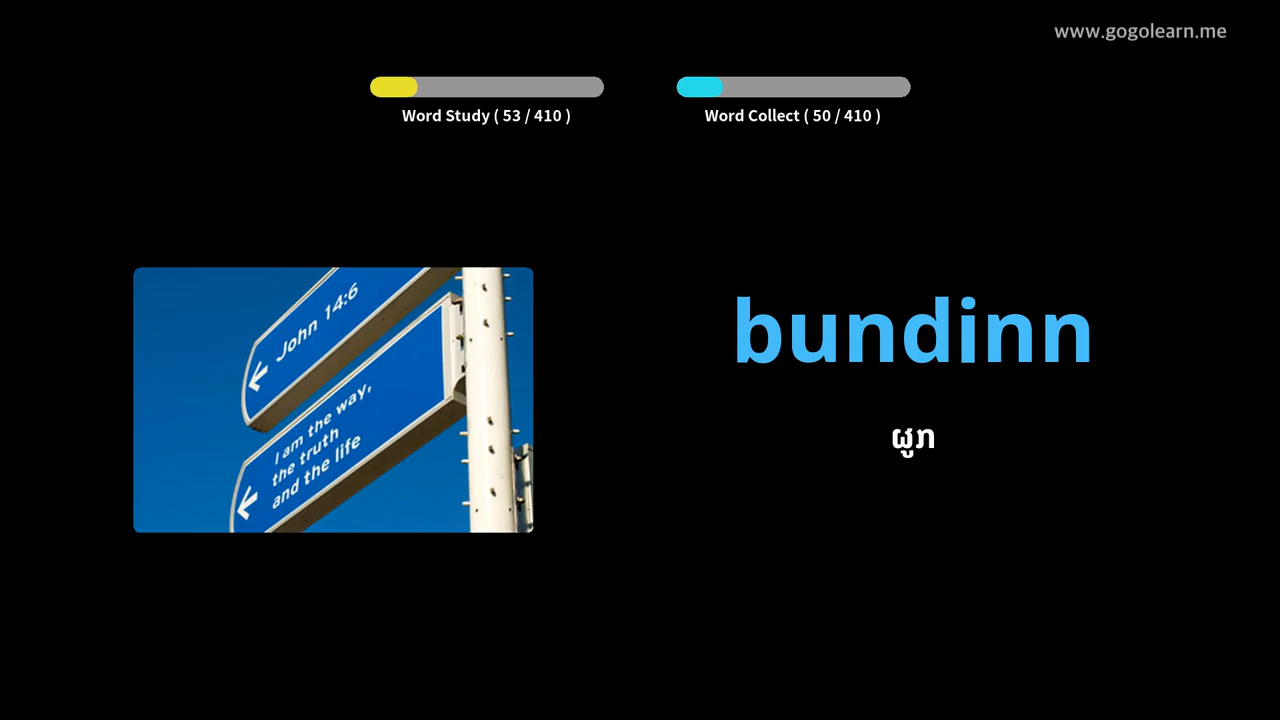 www.gogolearn.me
Word Study ( 53 / 410 )
Word Collect ( 50 / 410 )
John 14:6
I am the way,
the truth
and the life
bundinn
ផូវា